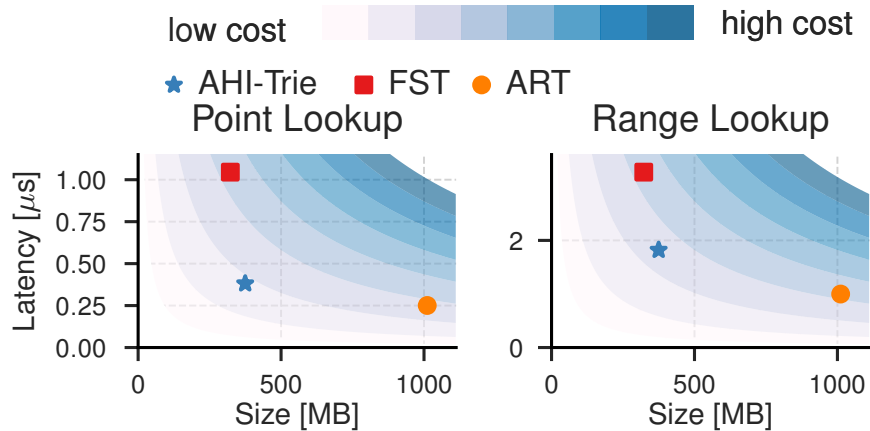 low cost high cost
AHI-Trie FST ART
Point Lookup Range Lookup
Latency [μs]
1.00
0.75
0.50
0.25
0.00
2
0
0 500 1000
0 500 1000
Size [MB] Size [MB]